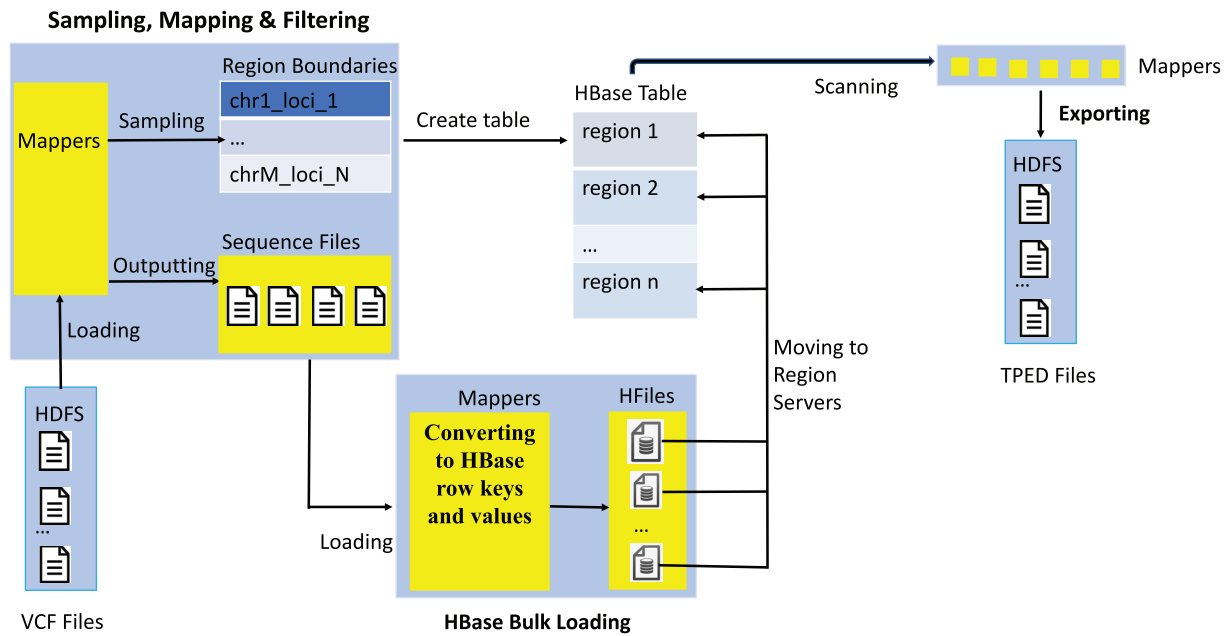 Sampling, Mapping & Filtering
Region Boundaries
chr1_loci_1
...
chrM_loci_N
Mappers
Sampling
Sequence Files
Outputting
Loading
HDFS
...
VCF Files
Create table
HBase Table
region 1
region 2
...
region n
Scanning
Mappers
Exporting
HDFS
...
TPED Files
Moving to
Region
Servers
Loading
Mappers
Converting
to HBase
row keys
and values
HFiles
...
HBase Bulk Loading